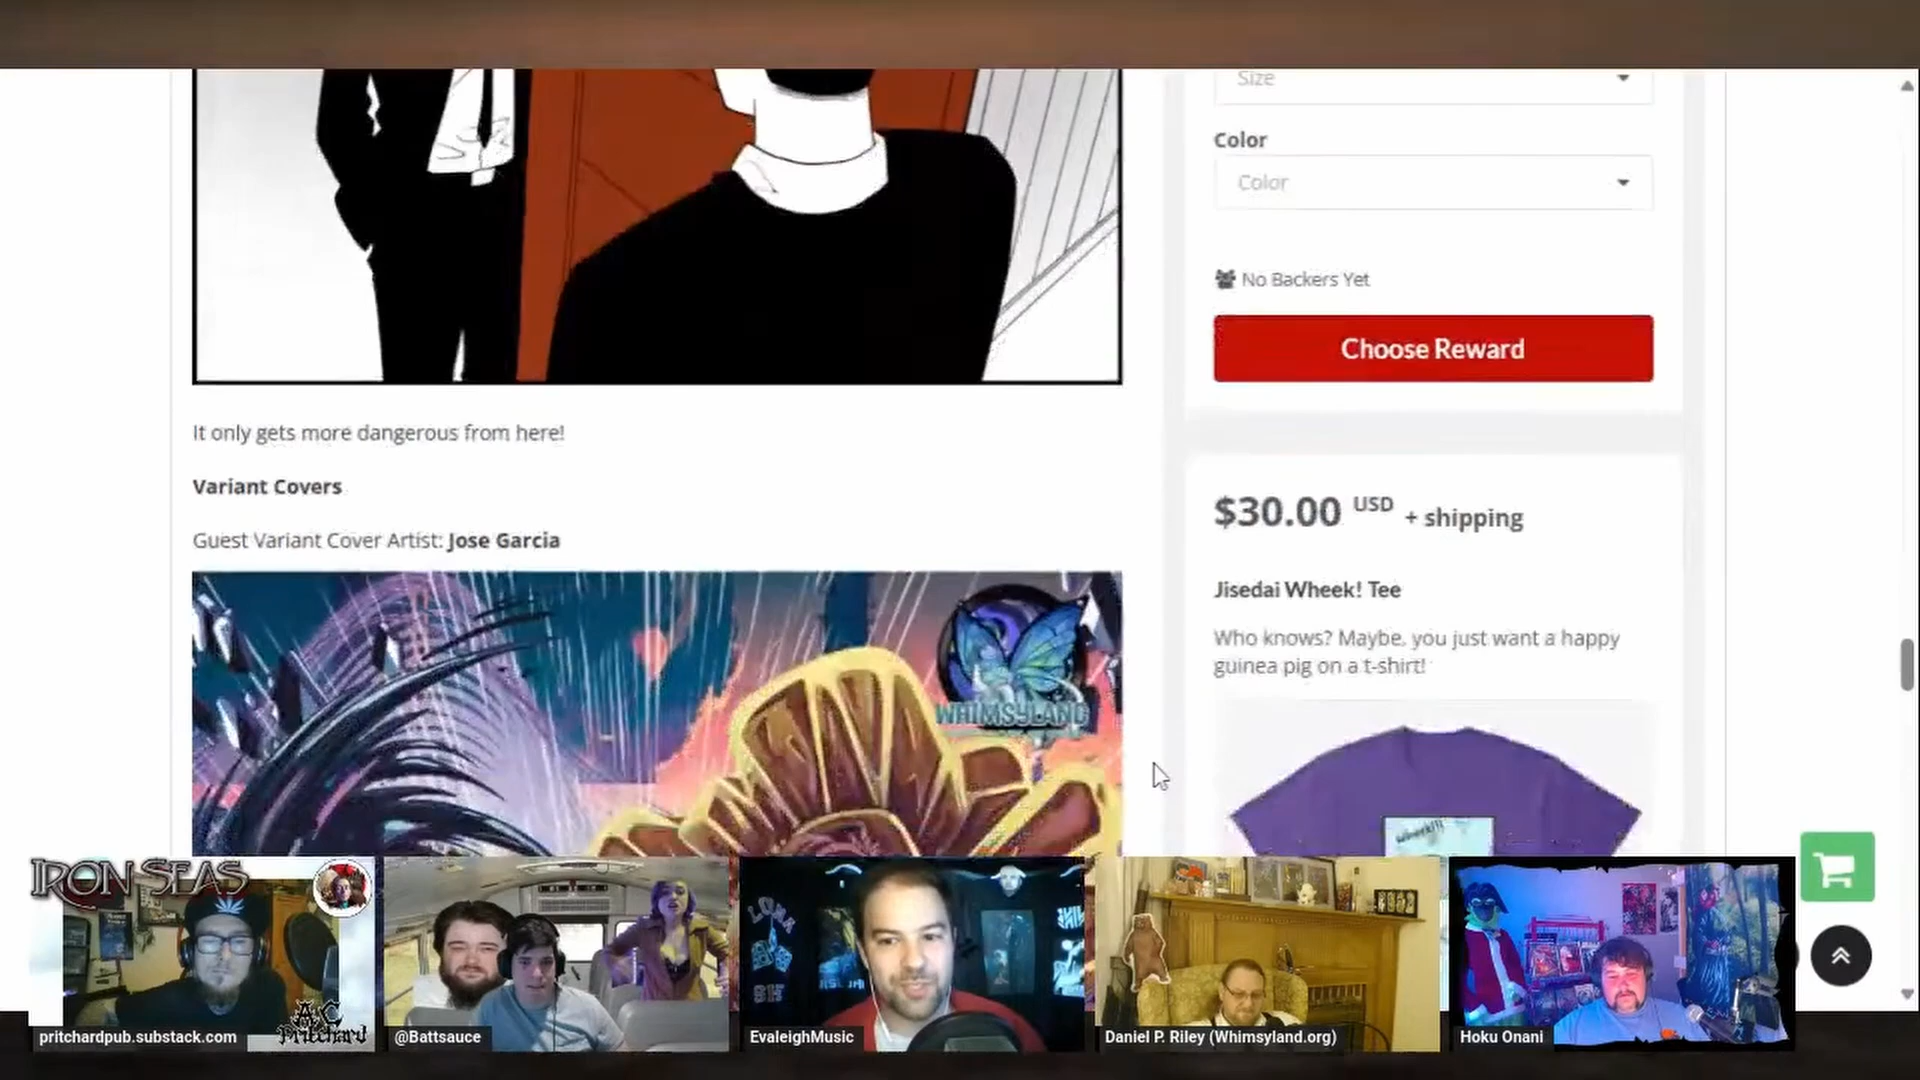 Size
Color
Color
No Backers Yet
Choose Reward
It only gets more dangerous from here!
Variant Covers
Guest Variant Cover Artist: Jose Garcia
WHIMSYLAND
$30.00 USD + shipping
Jisedai Wheek! Tee
Who knows? Maybe, you just want a happy
guinea pig on a t-shirt!
IRON SEAS
AC
Pritchard
pritchardpub.substack.com
@Battsauce
EvaleighMusic
Daniel P. Riley (Whimsyland.org)
Hoku Onani